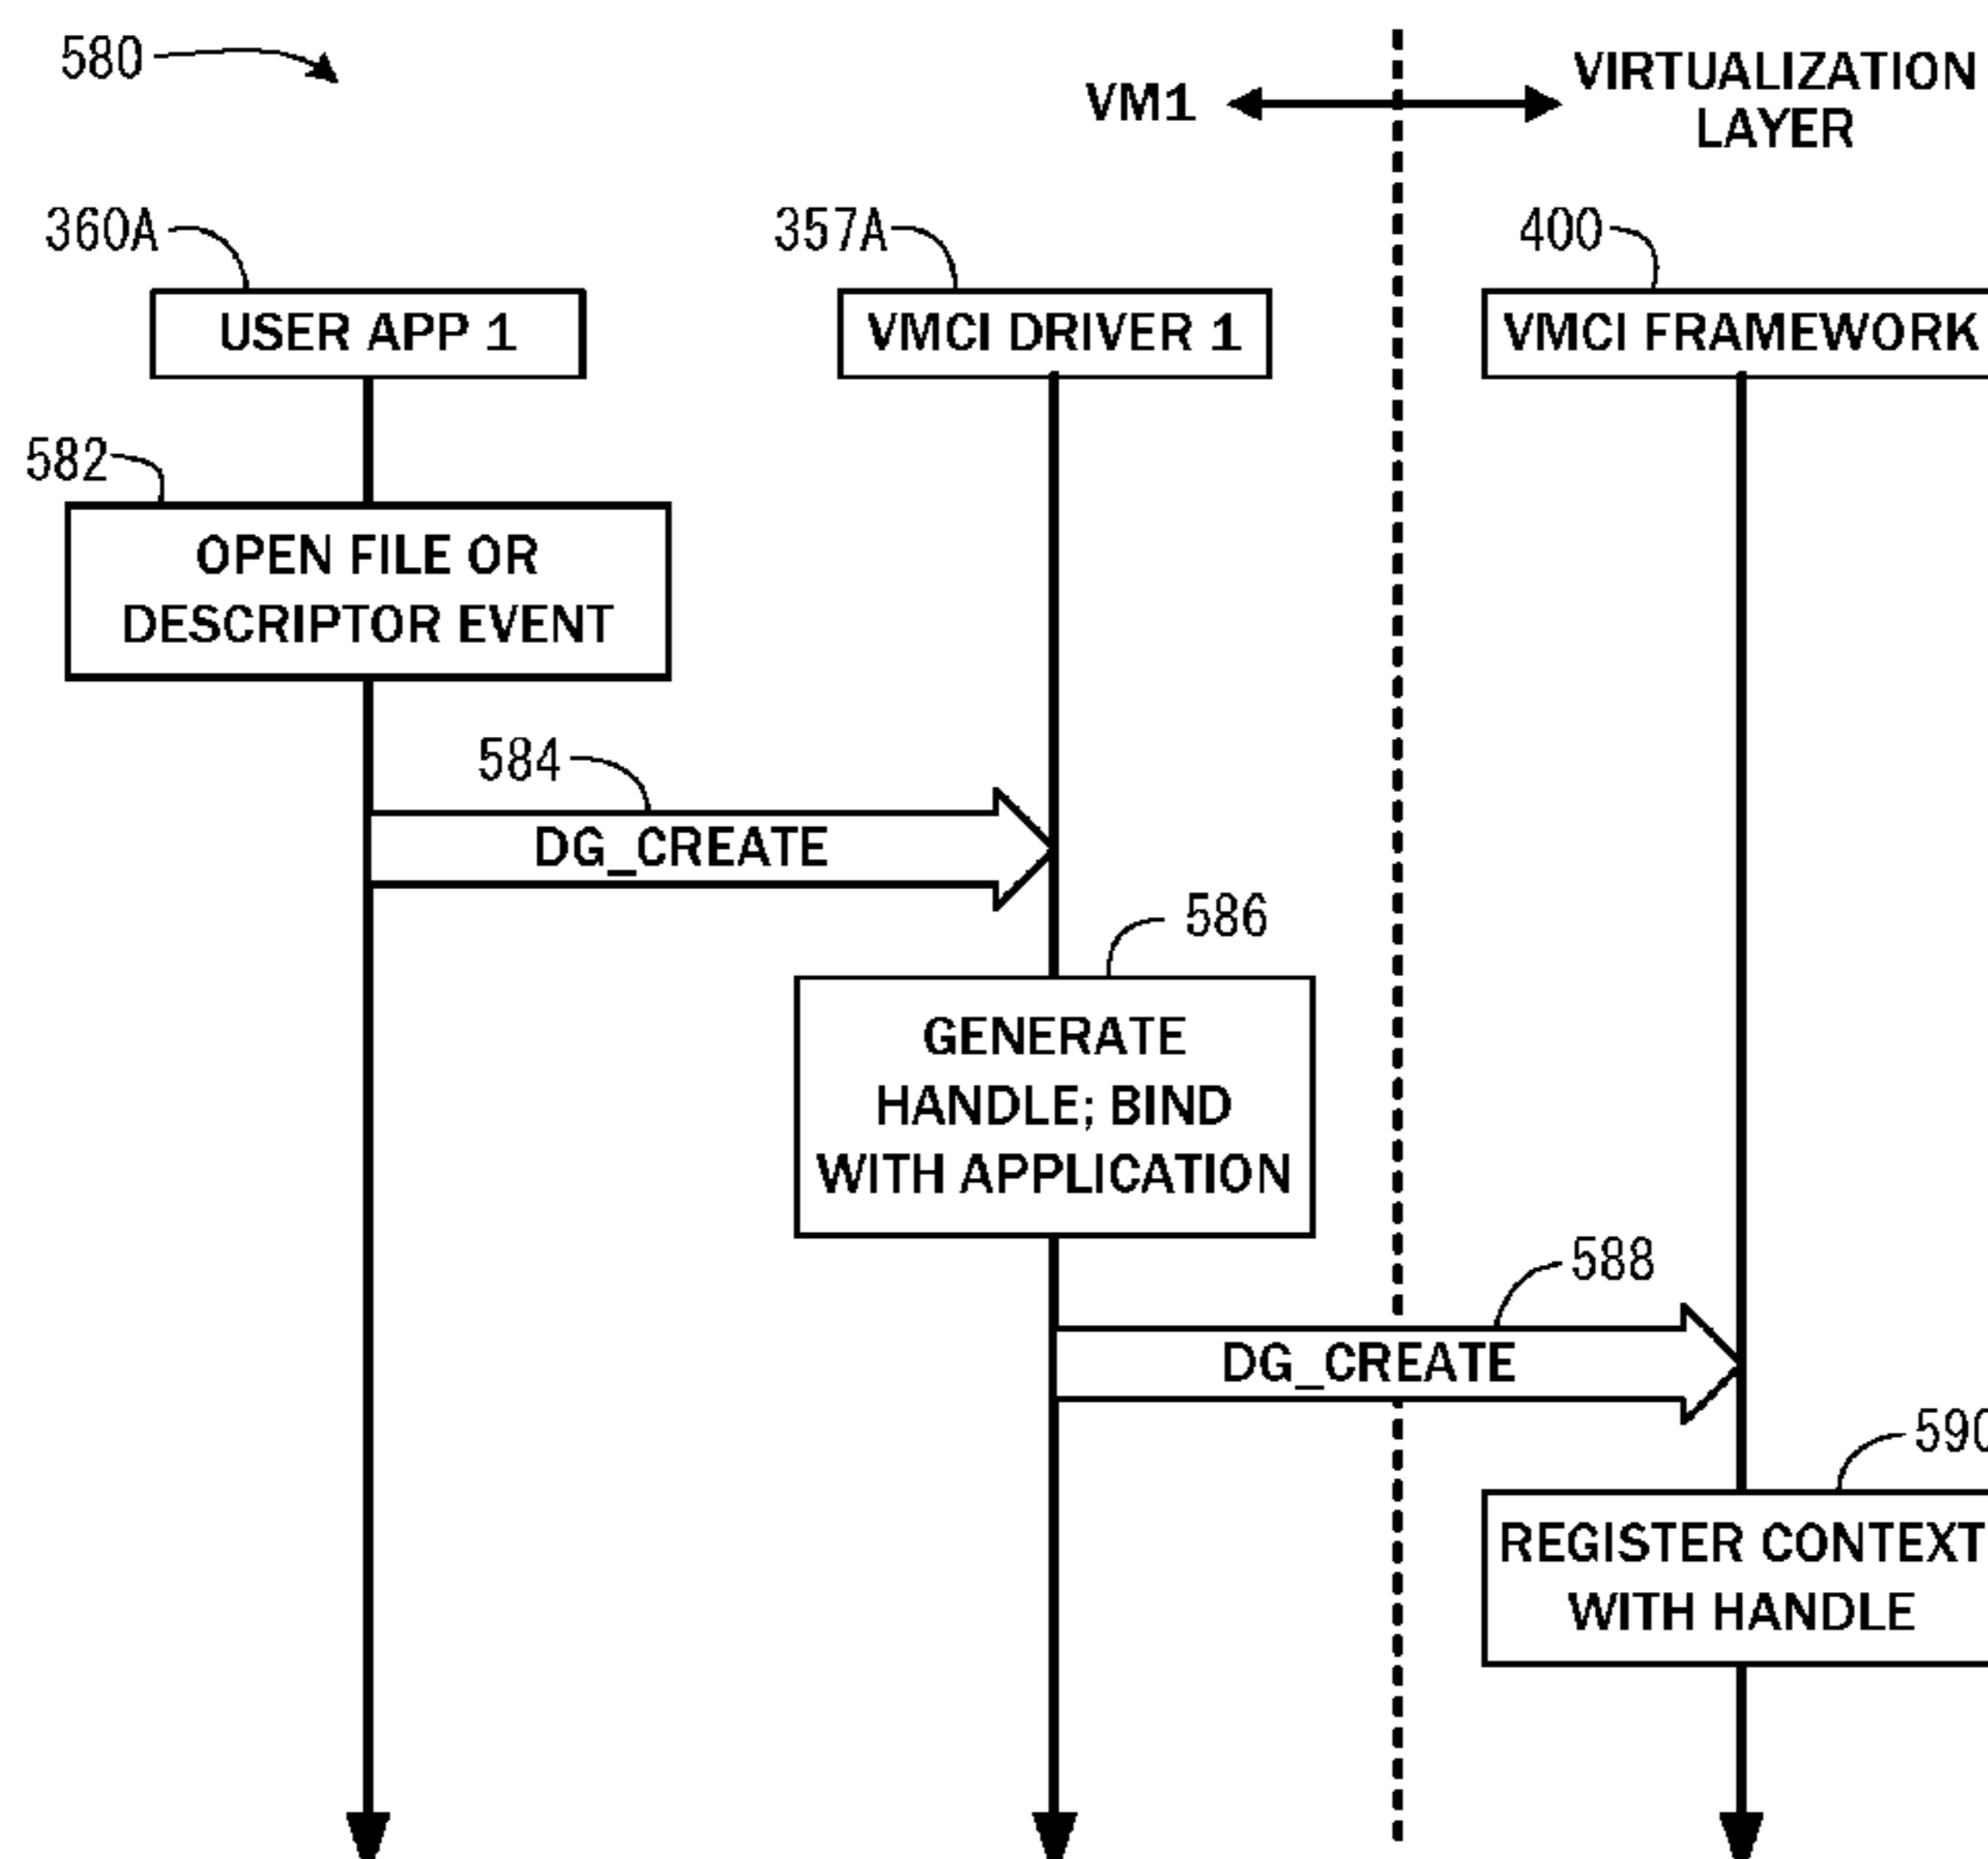 580
VM1
VIRTUALIZATION
LAYER
360A
357A
400
USER APP 1
VMCI DRIVER 1
VMCI FRAMEWORK
582
OPEN FILE OR
DESCRIPTOR EVENT
584
DG_CREATE
586
GENERATE
HANDLE; BIND
WITH APPLICATION
588
DG_CREATE
590
REGISTER CONTEXT
WITH HANDLE